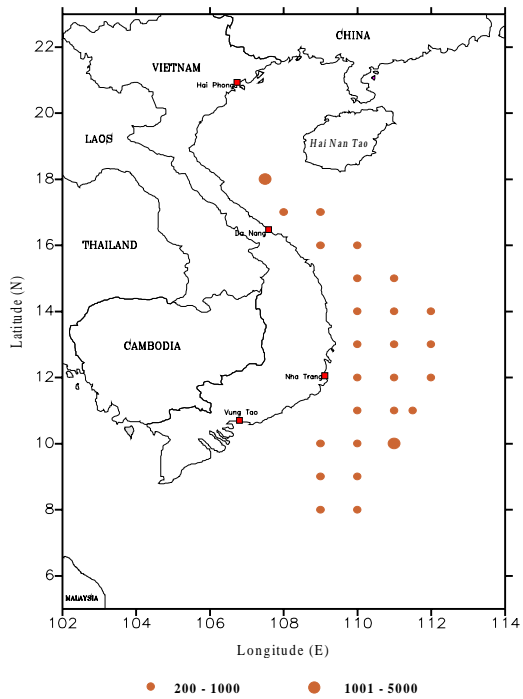 CHINA
22
VIETNAM
Hai Phong
20
LAOS
Hai Nan Tao
18
Da Nang
16
THAILAND
14
CAMBODIA
Nha Trang
12
Vung Tao
10
8
6
MALAYSIA
Latitude (N)
102 104 106 108 110 112 114
Longitude (E)
200 - 1000 1001 - 5000